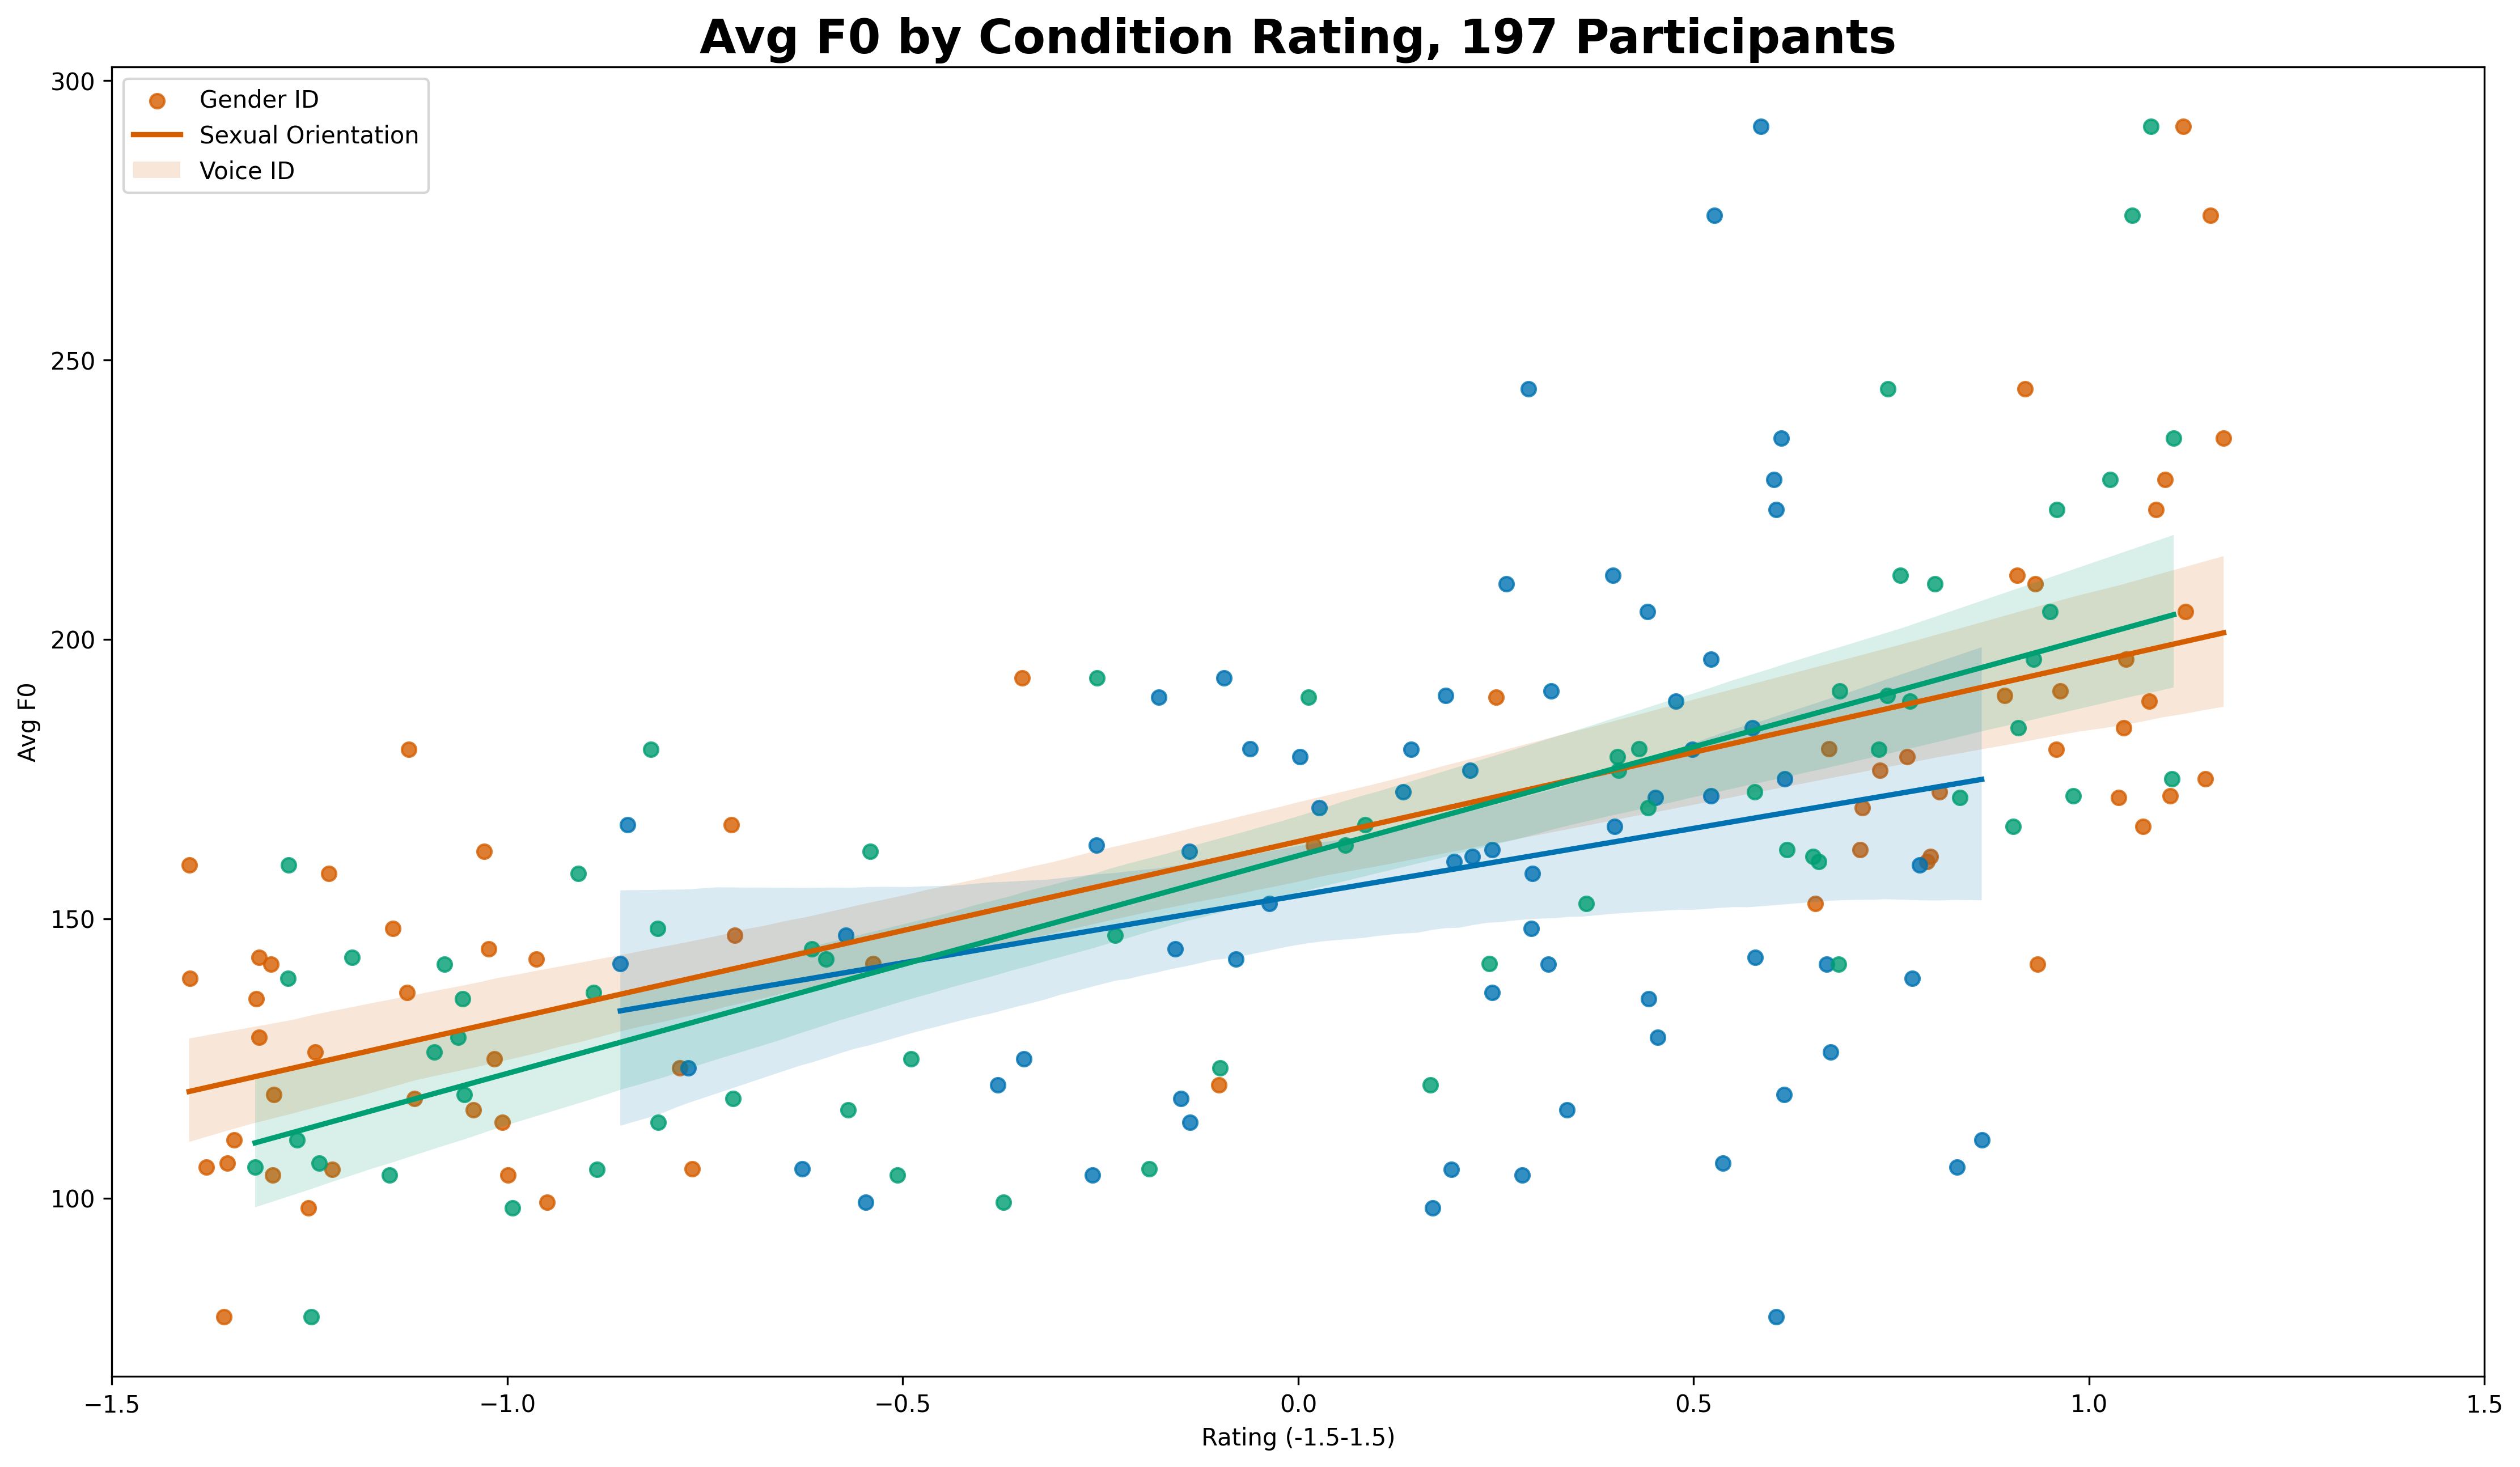 Avg F0 by Condition Rating, 197 Participants
300
250
200
150
100
Avg F0
Gender ID
Sexual Orientation
Voice ID
−1.5
−1.0
−0.5
0.0
0.5
1.0
1.5
Rating (-1.5-1.5)